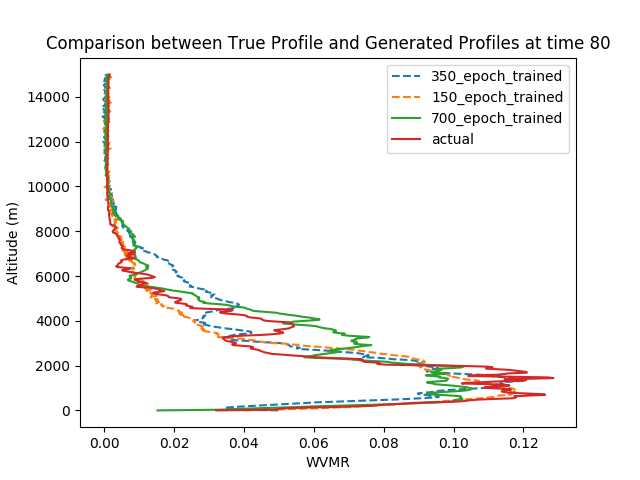 Comparison between True Profile and Generated Profiles at time 80
350_epoch_trained
150_epoch_trained
700_epoch_trained
actual
14000
12000
10000
8000
6000
4000
2000
0
Altitude (m)
0.00 0.02 0.04 0.06 0.08 0.10 0.12
WVMR